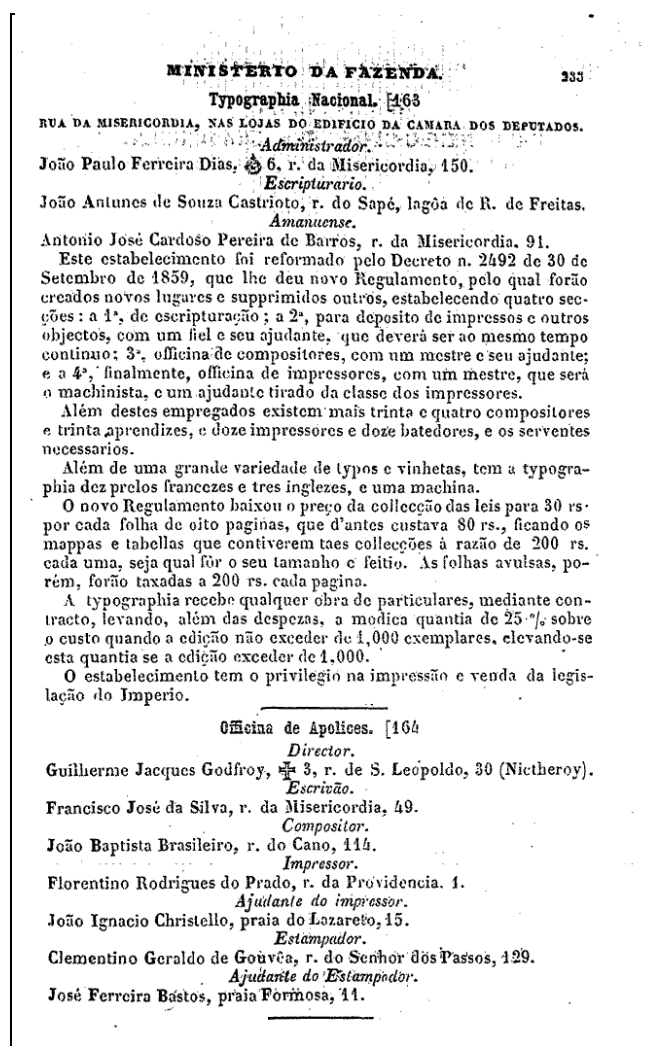 MINISTERIO DA FAZENDA. 233
Typographia Nacional. [163
RUA DA MISERICORDIA, NAS LOJAS DO EDIFICIO DA CAMARA DOS DEPUTADOS.
Administrador.
João Paulo Ferreira Dias, 6, r. da Misericordia, 150.
Escripturario.
João Antunes de Souza Castrioto, r. do Sapé, lagôa de R. de Freitas.
Amanuense.
Antonio José Cardoso Pereira de Barros, r. da Misericordia. 91.
Este estabelecimento foi reformado pelo Decreto n. 2492 de 30 de
Setembro de 1859, que lhe deu novo Regulamento, pelo qual forão
creados novos lugares e supprimidos outros, estabelecendo quatro sec-
ções : a 1ª, de escripturação ; a 2ª, para deposito de impressos e outros
objectos, com um fiel e seu ajudante, que deverá ser ao mesmo tempo
continuo; 3ª, officina de compositores, com um mestre e seu ajudante;
e a 4ª, finalmente, officina de impressores, com um mestre, que será
o machinista, e um ajudante tirado da classe dos impressores.
Além destes empregados existem mais trinta e quatro compositores
e trinta aprendizes, e doze impressores e doze batedores, e os serventes
necessarios.
Além de uma grande variedade de typos e vinhetas, tem a typogra-
phia dez prelos francezes e tres inglezes, e uma machina.
O novo Regulamento baixou o preço da collecção das leis para 30 rs.
por cada folha de oito paginas, que d'antes custava 80 rs., ficando os
mappas e tabellas que contiverem taes collecções à razão de 200 rs.
cada uma, seja qual fôr o seu tamanho e feitio. As folhas avulsas, po-
rém, forão taxadas a 200 rs. cada pagina.
A typographia recebe qualquer obra de particulares, mediante con-
tracto, levando, além das despezas, a modica quantia de 25 % sobre
o custo quando a edição não exceder de 1,000 exemplares, elevando-se
esta quantia se a edição exceder de 1,000.
O estabelecimento tem o privilegio na impressão e venda da legis-
lação do Imperio.
Officina de Apolices. [164
Director.
Guilherme Jacques Godfroy, 3, r. de S. Leopoldo, 30 (Nictheroy).
Escrivão.
Francisco José da Silva, r. da Misericordia, 49.
Compositor.
João Baptista Brasileiro, r. do Cano, 114.
Impressor.
Florentino Rodrigues do Prado, r. da Providencia. 1.
Ajudante do impressor.
João Ignacio Christello, praia do Lazareto, 15.
Estampador.
Clementino Geraldo de Gouvêa, r. do Senhor dos Passos, 129.
Ajudante do Estampador.
José Ferreira Bastos, praia Formosa, 11.